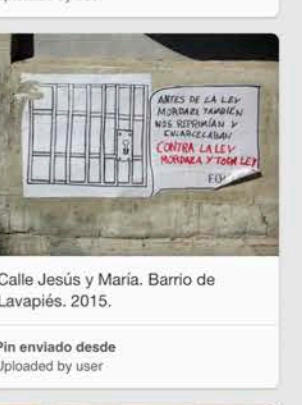 ANTES DE LA LEY
MORDAZA TAMBIÉN
NOS REPRIMÍAN Y
ENCARCELABAN
CONTRA LA LEY
MORDAZA Y TODA LEY
Calle Jesús y María. Barrio de
Lavapiés. 2015.
Pin enviado desde
Uploaded by user